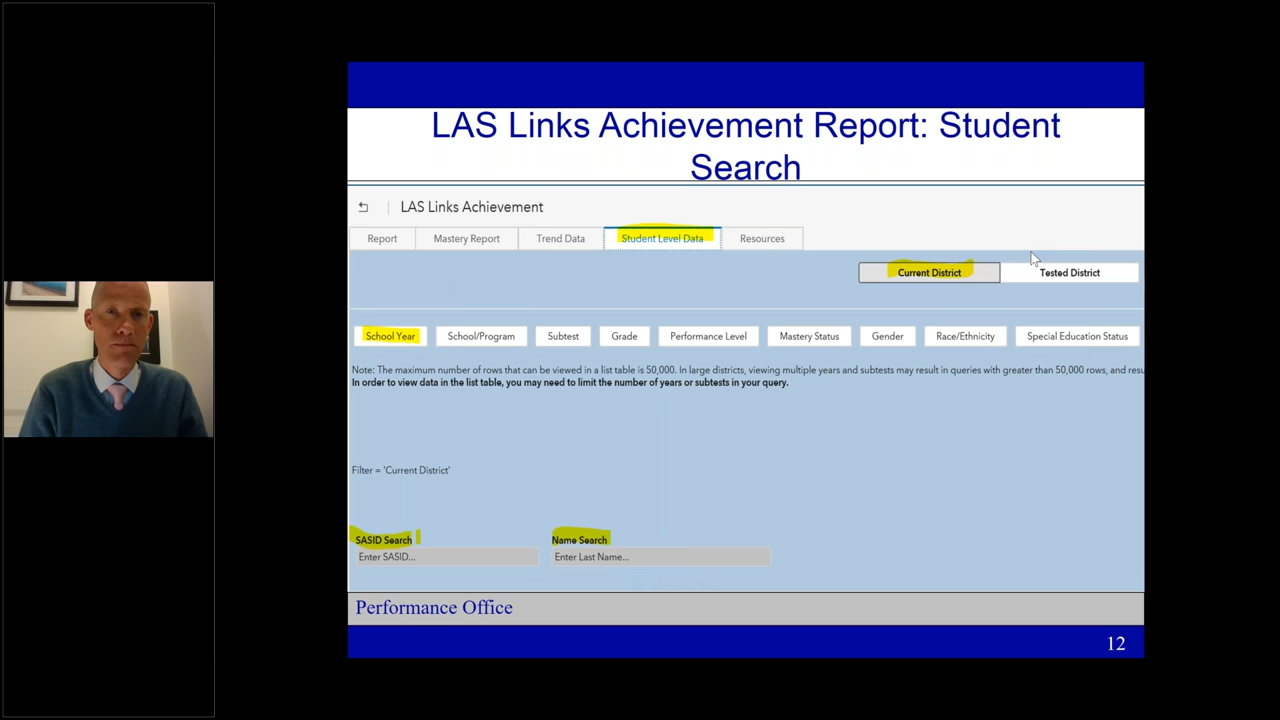 LAS Links Achievement Report: Student
Search
LAS Links Achievement
Report
Mastery Report
Trend Data
Student Level Data
Resources
Current District
Tested District
School Year
School/Program
Subtest
Grade
Performance Level
Mastery Status
Gender
Race/Ethnicity
Special Education Status
Note: The maximum number of rows that can be viewed in a list table is 50,000. In large districts, viewing multiple years and subtests may result in queries with greater than 50,000 rows, and resu
In order to view data in the list table, you may need to limit the number of years or subtests in your query.
Filter = 'Current District'
SASID Search
Name Search
Enter SASID...
Enter Last Name...
Performance Office
12